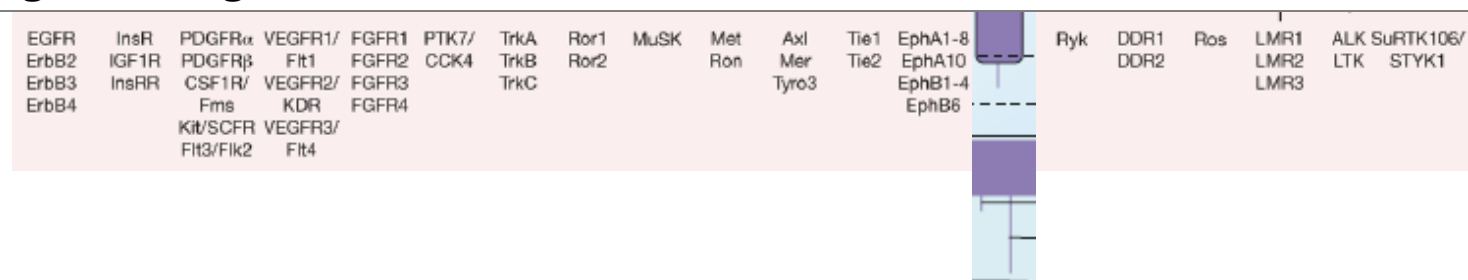 EGFR InsR PDGFRα VEGFR1/ FGFR1 PTK7/ TrkA Ror1 MuSK Met Axl Tie1 EphA1-8 Ryk DDR1 Ros LMR1 ALK SuRTK106/
ErbB2 IGF1R PDGFRβ Flt1 FGFR2 CCK4 TrkB Ror2 Ron Mer Tie2 EphA10 DDR2 LMR2 LTK STYK1
ErbB3 InsRR CSF1R/ VEGFR2/ FGFR3 TrkC Tyro3 EphB1-4 LMR3
ErbB4 Fms KDR FGFR4 EphB6
Kit/SCFR VEGFR3/
Flt3/Flk2 Flt4